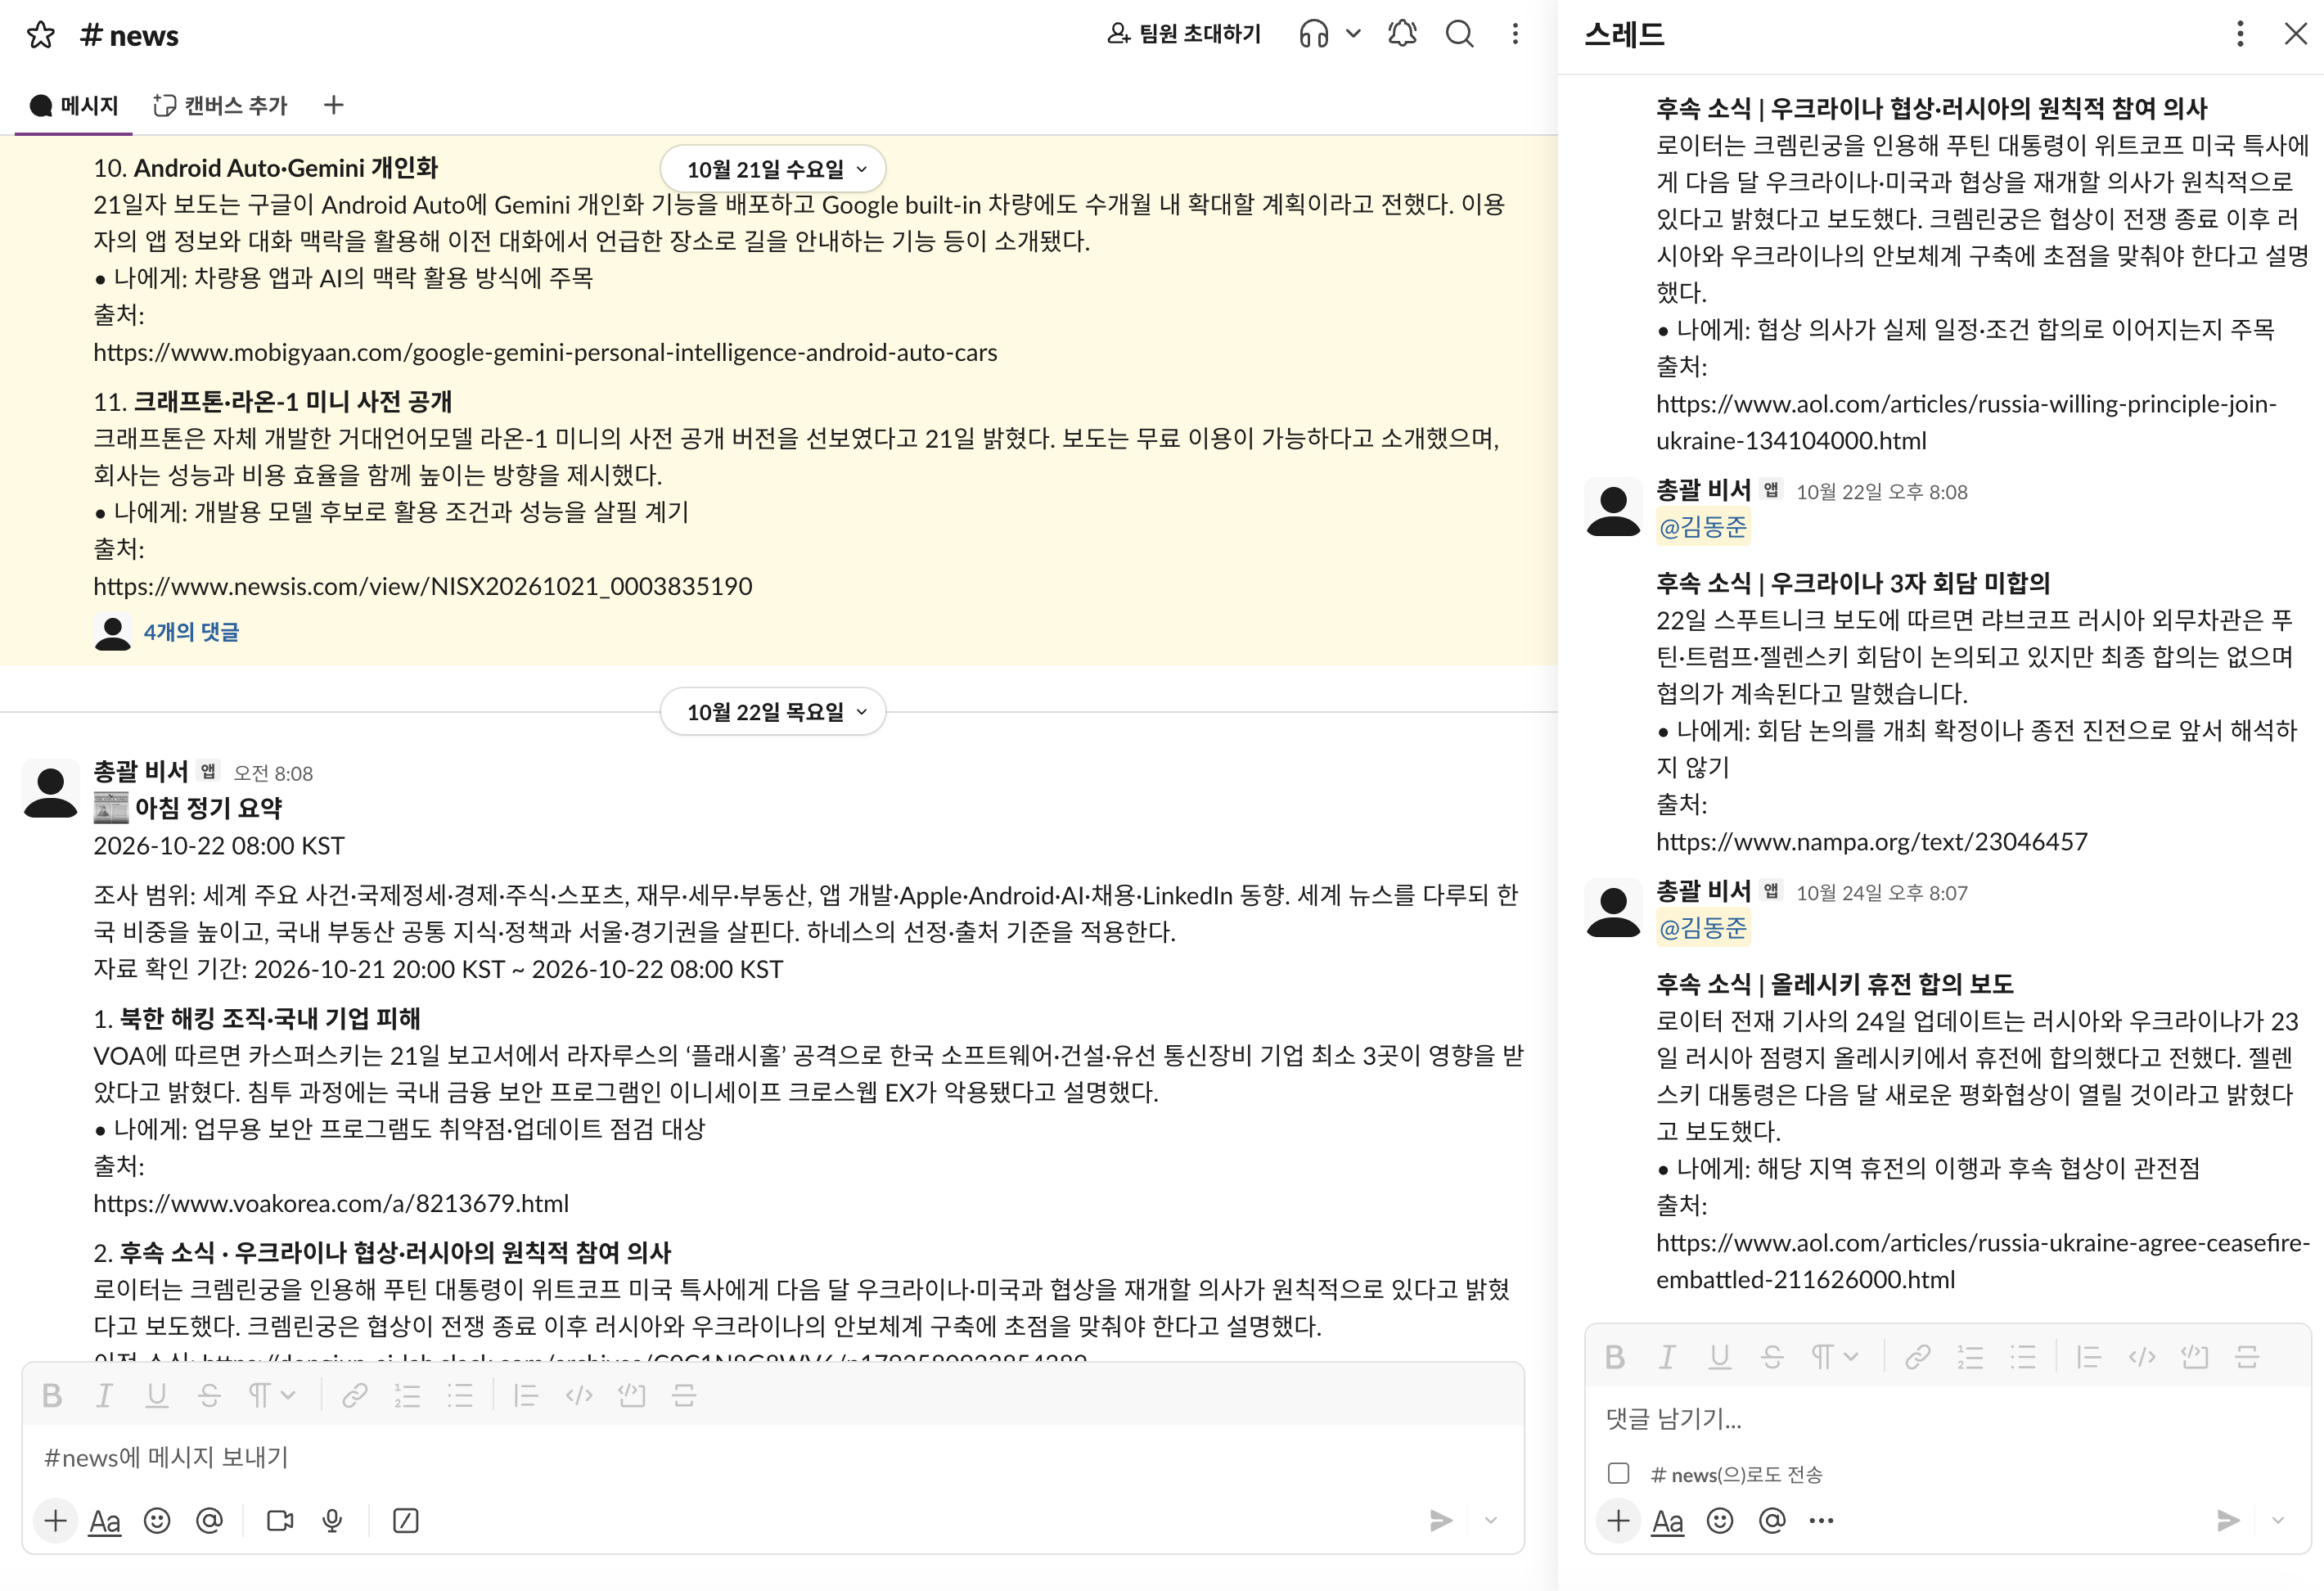 # news
팀원 초대하기
메시지
캔버스 추가
10월 21일 수요일
10. Android Auto·Gemini 개인화
21일자 보도는 구글이 Android Auto에 Gemini 개인화 기능을 배포하고 Google built-in 차량에도 수개월 내 확대할 계획이라고 전했다. 이용
자의 앱 정보와 대화 맥락을 활용해 이전 대화에서 언급한 장소로 길을 안내하는 기능 등이 소개됐다.
• 나에게: 차량용 앱과 AI의 맥락 활용 방식에 주목
출처:
https://www.mobigyaan.com/google-gemini-personal-intelligence-android-auto-cars
11. 크래프톤·라온-1 미니 사전 공개
크래프톤은 자체 개발한 거대언어모델 라온-1 미니의 사전 공개 버전을 선보였다고 21일 밝혔다. 보도는 무료 이용이 가능하다고 소개했으며,
회사는 성능과 비용 효율을 함께 높이는 방향을 제시했다.
• 나에게: 개발용 모델 후보로 활용 조건과 성능을 살필 계기
출처:
https://www.newsis.com/view/NISX20261021_0003835190
4개의 댓글
10월 22일 목요일
총괄 비서 앱 오전 8:08
아침 정기 요약
2026-10-22 08:00 KST
조사 범위: 세계 주요 사건·국제정세·경제·주식·스포츠, 재무·세무·부동산, 앱 개발·Apple·Android·AI·채용·LinkedIn 동향. 세계 뉴스를 다루되 한
국 비중을 높이고, 국내 부동산 공통 지식·정책과 서울·경기권을 살핀다. 하네스의 선정·출처 기준을 적용한다.
자료 확인 기간: 2026-10-21 20:00 KST ~ 2026-10-22 08:00 KST
1. 북한 해킹 조직·국내 기업 피해
VOA에 따르면 카스퍼스키는 21일 보고서에서 라자루스의 ‘플래시홀’ 공격으로 한국 소프트웨어·건설·유선 통신장비 기업 최소 3곳이 영향을 받
았다고 밝혔다. 침투 과정에는 국내 금융 보안 프로그램인 이니세이프 크로스웹 EX가 악용됐다고 설명했다.
• 나에게: 업무용 보안 프로그램도 취약점·업데이트 점검 대상
출처:
https://www.voakorea.com/a/8213679.html
2. 후속 소식 · 우크라이나 협상·러시아의 원칙적 참여 의사
로이터는 크렘린궁을 인용해 푸틴 대통령이 위트코프 미국 특사에게 다음 달 우크라이나·미국과 협상을 재개할 의사가 원칙적으로 있다고 밝혔
다고 보도했다. 크렘린궁은 협상이 전쟁 종료 이후 러시아와 우크라이나의 안보체계 구축에 초점을 맞춰야 한다고 설명했다.
#news에 메시지 보내기
스레드
후속 소식 | 우크라이나 협상·러시아의 원칙적 참여 의사
로이터는 크렘린궁을 인용해 푸틴 대통령이 위트코프 미국 특사에
게 다음 달 우크라이나·미국과 협상을 재개할 의사가 원칙적으로
있다고 밝혔다고 보도했다. 크렘린궁은 협상이 전쟁 종료 이후 러
시아와 우크라이나의 안보체계 구축에 초점을 맞춰야 한다고 설명
했다.
• 나에게: 협상 의사가 실제 일정·조건 합의로 이어지는지 주목
출처:
https://www.aol.com/articles/russia-willing-principle-join-
ukraine-134104000.html
총괄 비서 앱 10월 22일 오후 8:08
@김동준
후속 소식 | 우크라이나 3자 회담 미합의
22일 스푸트니크 보도에 따르면 랴브코프 러시아 외무차관은 푸
틴·트럼프·젤렌스키 회담이 논의되고 있지만 최종 합의는 없으며
협의가 계속된다고 말했습니다.
• 나에게: 회담 논의를 개최 확정이나 종전 진전으로 앞서 해석하
지 않기
출처:
https://www.nampa.org/text/23046457
총괄 비서 앱 10월 24일 오후 8:07
@김동준
후속 소식 | 올레시키 휴전 합의 보도
로이터 전재 기사의 24일 업데이트는 러시아와 우크라이나가 23
일 러시아 점령지 올레시키에서 휴전에 합의했다고 전했다. 젤렌
스키 대통령은 다음 달 새로운 평화협상이 열릴 것이라고 밝혔다
고 보도했다.
• 나에게: 해당 지역 휴전의 이행과 후속 협상이 관전점
출처:
https://www.aol.com/articles/russia-ukraine-agree-ceasefire-
embattled-211626000.html
댓글 남기기...
# news(으)로도 전송